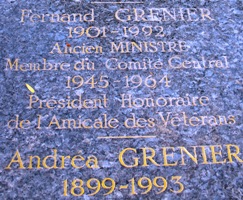 Fernand GRENIER
1901-1992
Ancien MINISTRE
Membre du Comité Central
1945-1964
Président Honoraire
de l'Amicale des Vétérans
Andrea GRENIER
1899-1993